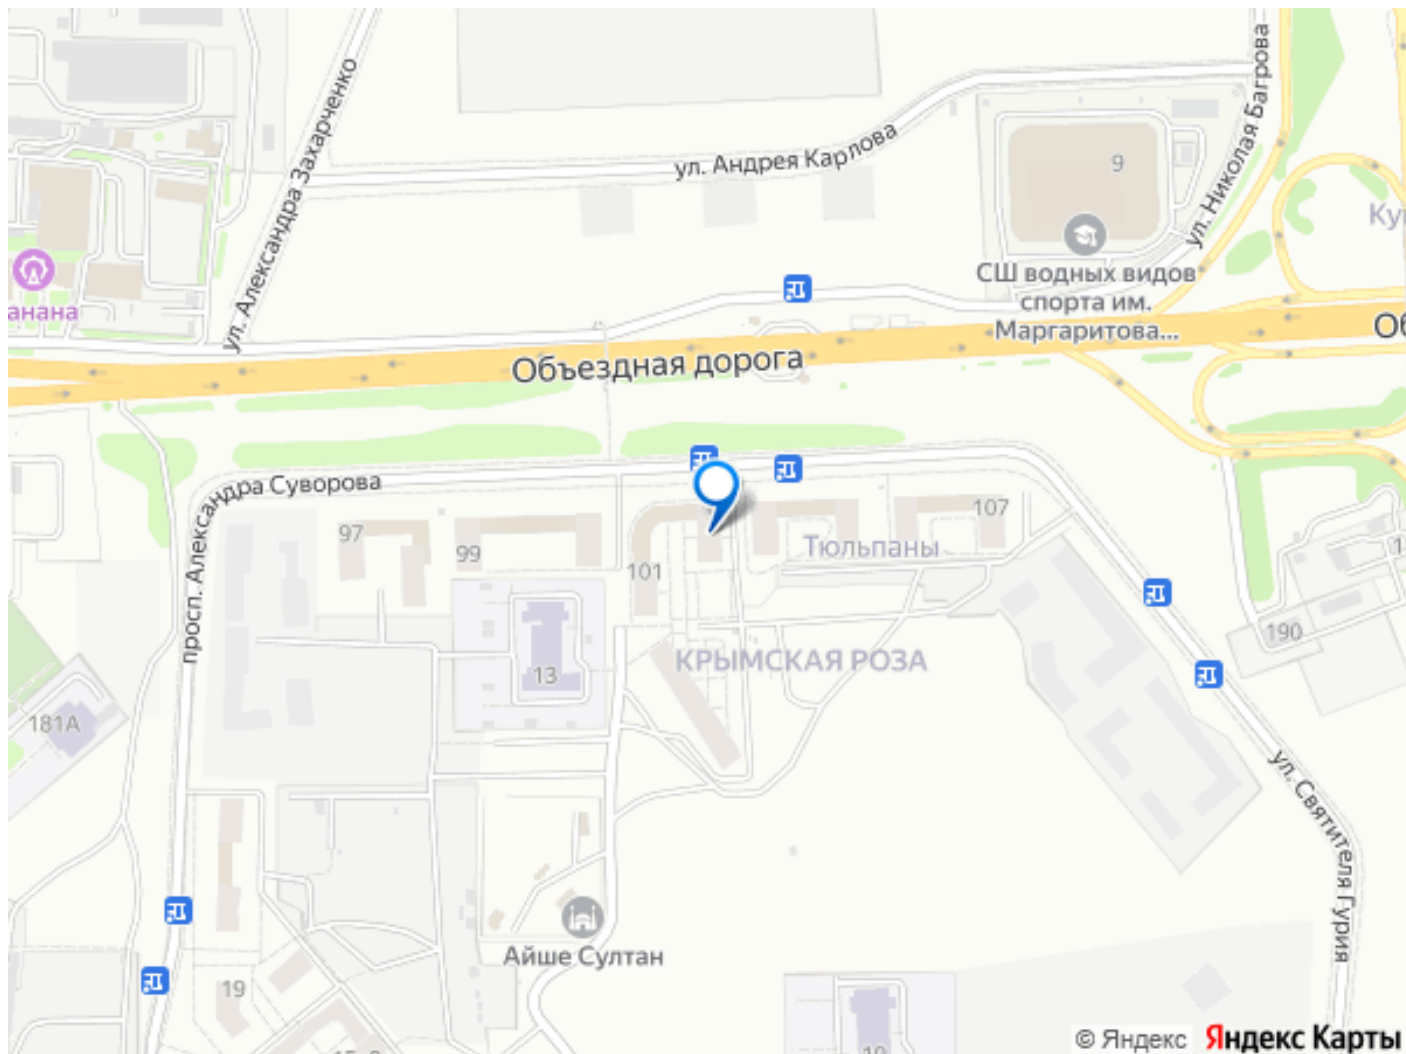 ул. Александра Захарченко
ул. Андрея Карлова
ул. Николая Багрова
9
Ку
СШ водных видов
спорта им.
Маргаритова...
анана
Объездная дорога
Об
просп. Александра Суворова
97
99
101
107
Тюльпаны
13
КРЫМСКАЯ РОЗА
190
181А
ул. Святителя Гурия
Айше Султан
19
© Яндекс Яндекс Карты